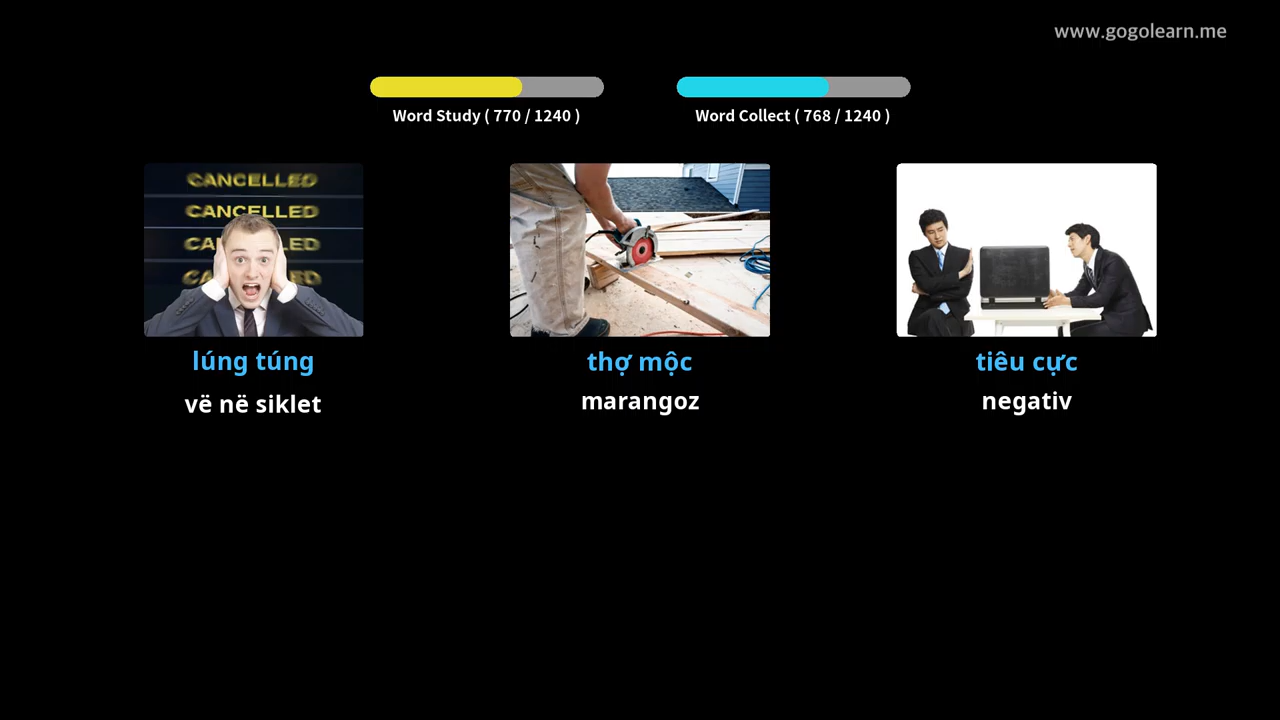 www.gogolearn.me
Word Study ( 770 / 1240 )
Word Collect ( 768 / 1240 )
CANCELLED
CANCELLED
lúng túng
vë në siklet
thợ mộc
marangoz
tiêu cực
negativ